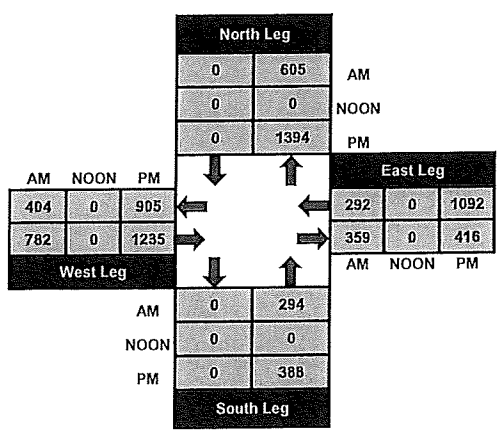 North Leg
0 605 AM
0 0 NOON
0 1394 PM
East Leg
AM NOON PM
404 0 905
292 0 1092
782 0 1235
359 0 416
West Leg
AM NOON PM
AM 0 294
NOON 0 0
PM 0 388
South Leg